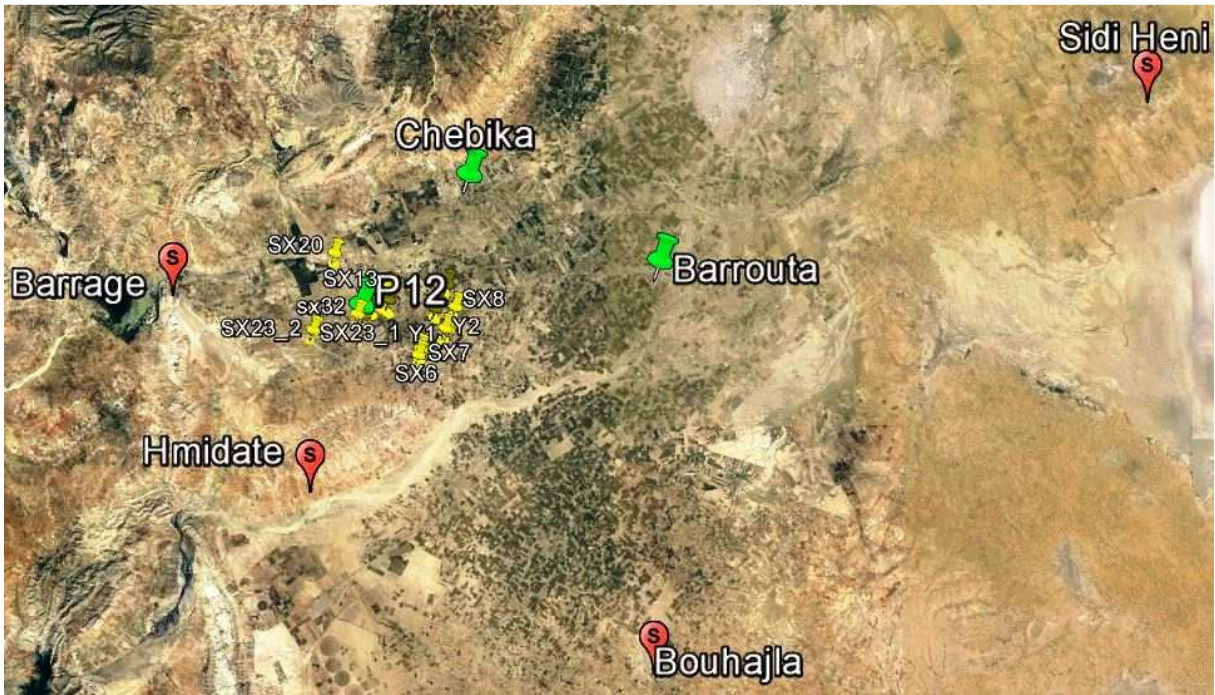 Sidi Heni
S
Chebika
SX20
S
Barrage
SX13
P12
Barrouta
sx32
SX8
SX23_2
SX23_1
Y1
Y2
SX7
SX6
Hmidate
S
S
Bouhajla